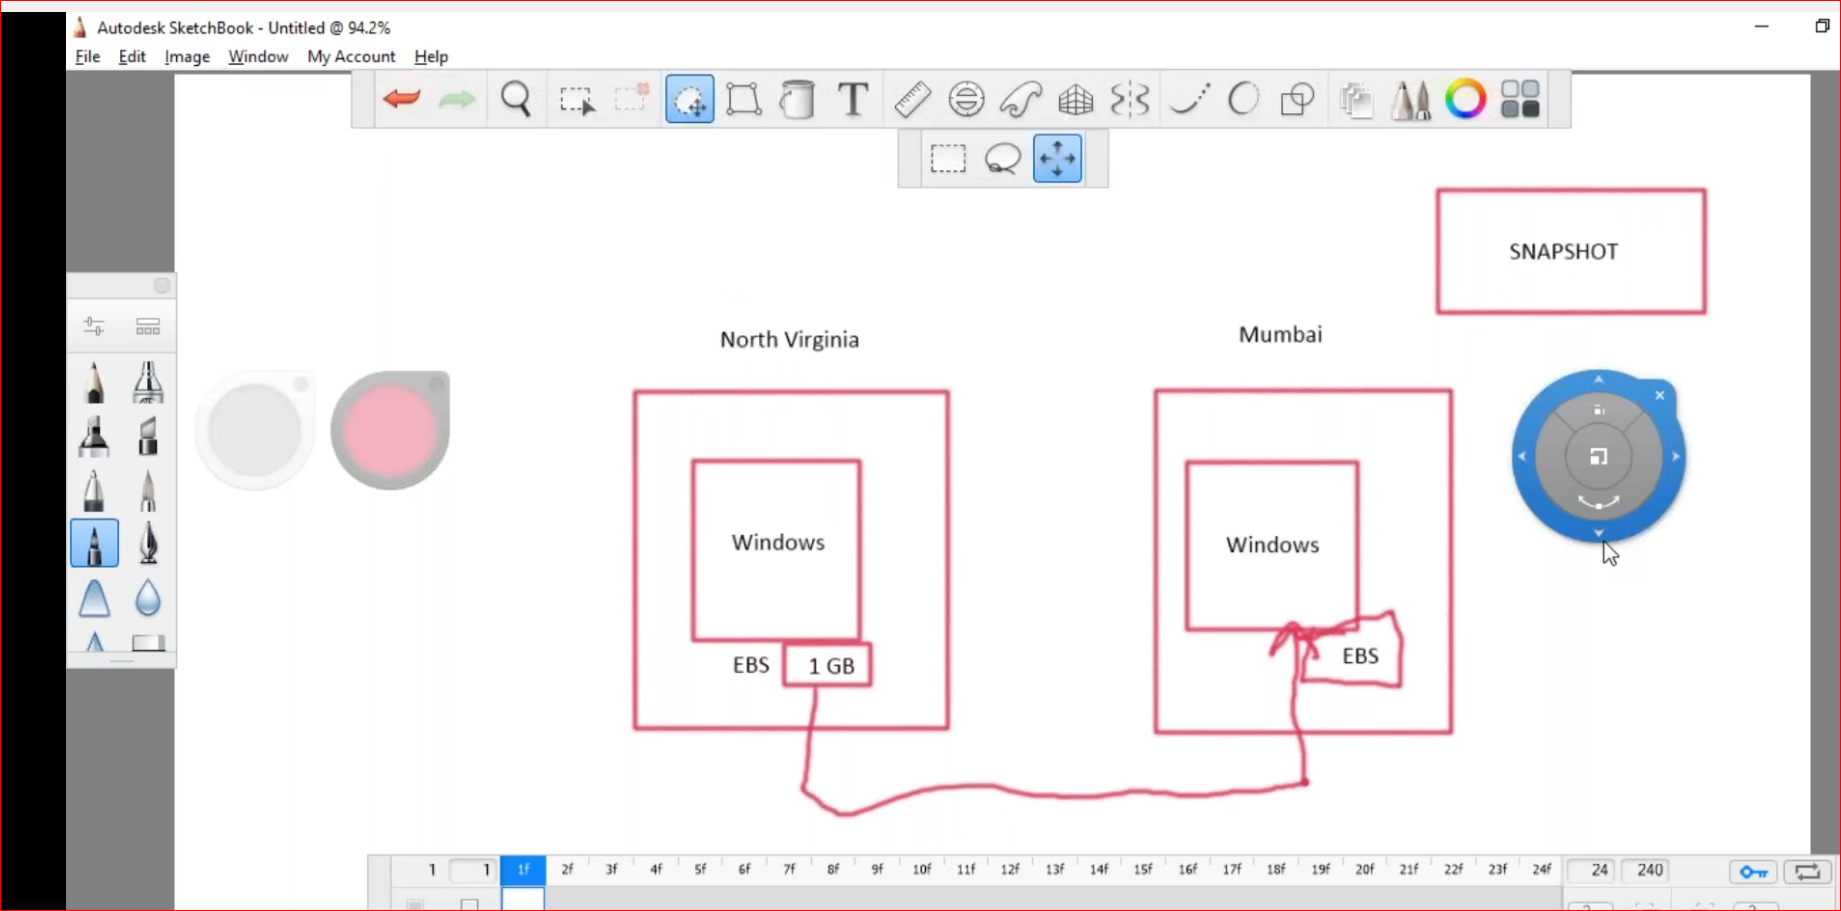 Autodesk SketchBook - Untitled @ 94.2%
File Edit Image Window My Account Help
T
SNAPSHOT
North Virginia
Mumbai
Windows
Windows
EBS
1 GB
EBS
1 1 1f 2f 3f 4f 5f 6f 7f 8f 9f 10f 11f 12f 13f 14f 15f 16f 17f 18f 19f 20f 21f 22f 23f 24f 24 240